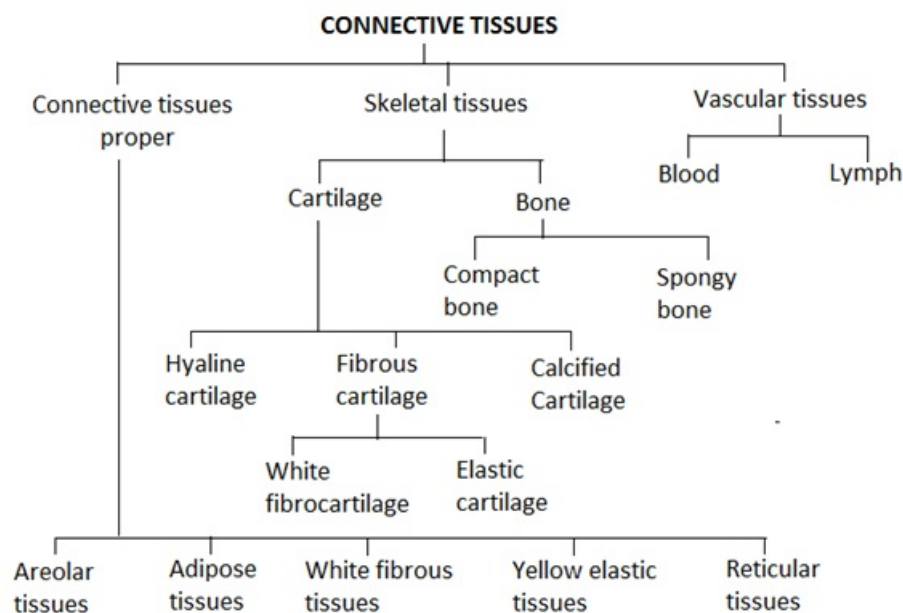 CONNECTIVE TISSUES
Connective tissues
proper
Skeletal tissues
Vascular tissues
Blood
Lymph
Cartilage
Bone
Compact
bone
Spongy
bone
Hyaline
cartilage
Fibrous
cartilage
Calcified
Cartilage
White
fibrocartilage
Elastic
cartilage
Areolar
tissues
Adipose
tissues
White fibrous
tissues
Yellow elastic
tissues
Reticular
tissues